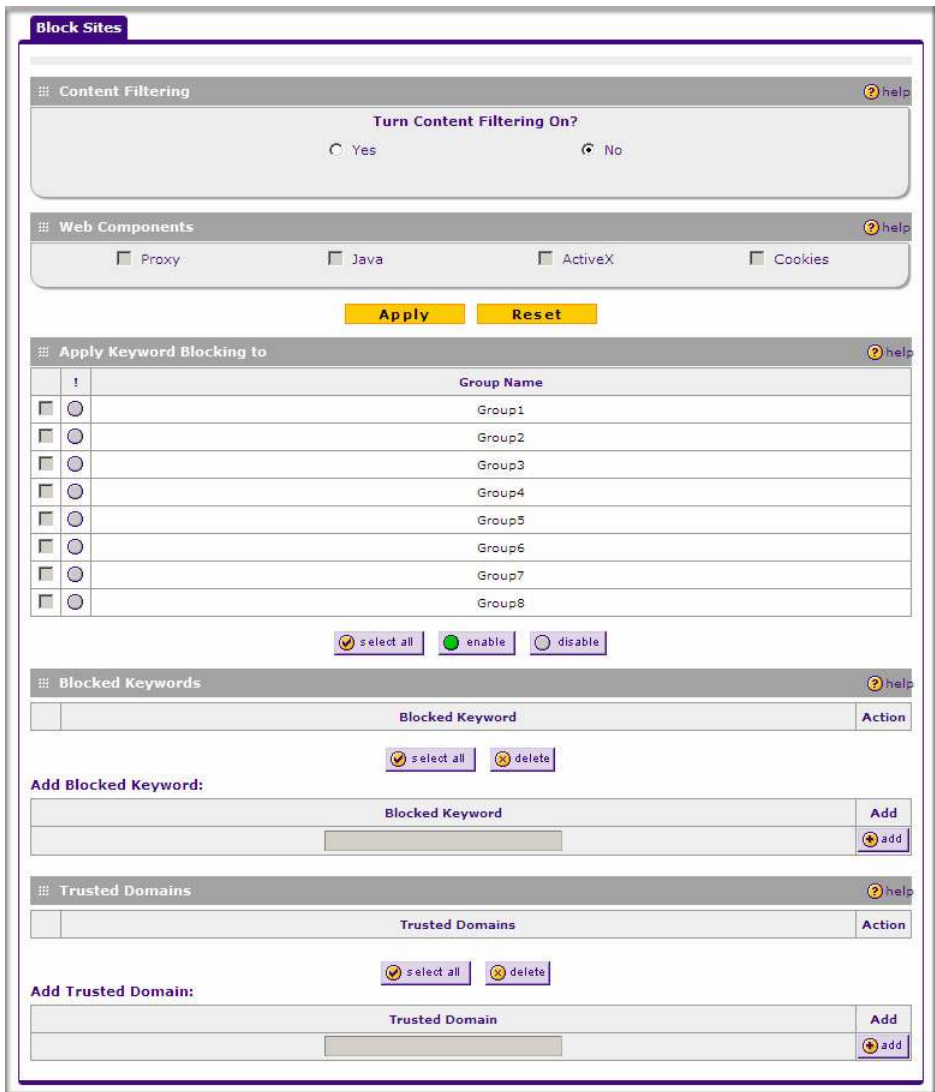 Block Sites
Content Filtering
? help
Turn Content Filtering On?
Yes No
Web Components
? help
Proxy Java ActiveX Cookies
Apply Reset
Apply Keyword Blocking to
? help
! Group Name
Group1
Group2
Group3
Group4
Group5
Group6
Group7
Group8
select all enable disable
Blocked Keywords
? help
Blocked Keyword Action
select all delete
Add Blocked Keyword:
Blocked Keyword Add
add
Trusted Domains
? help
Trusted Domains Action
select all delete
Add Trusted Domain:
Trusted Domain Add
add